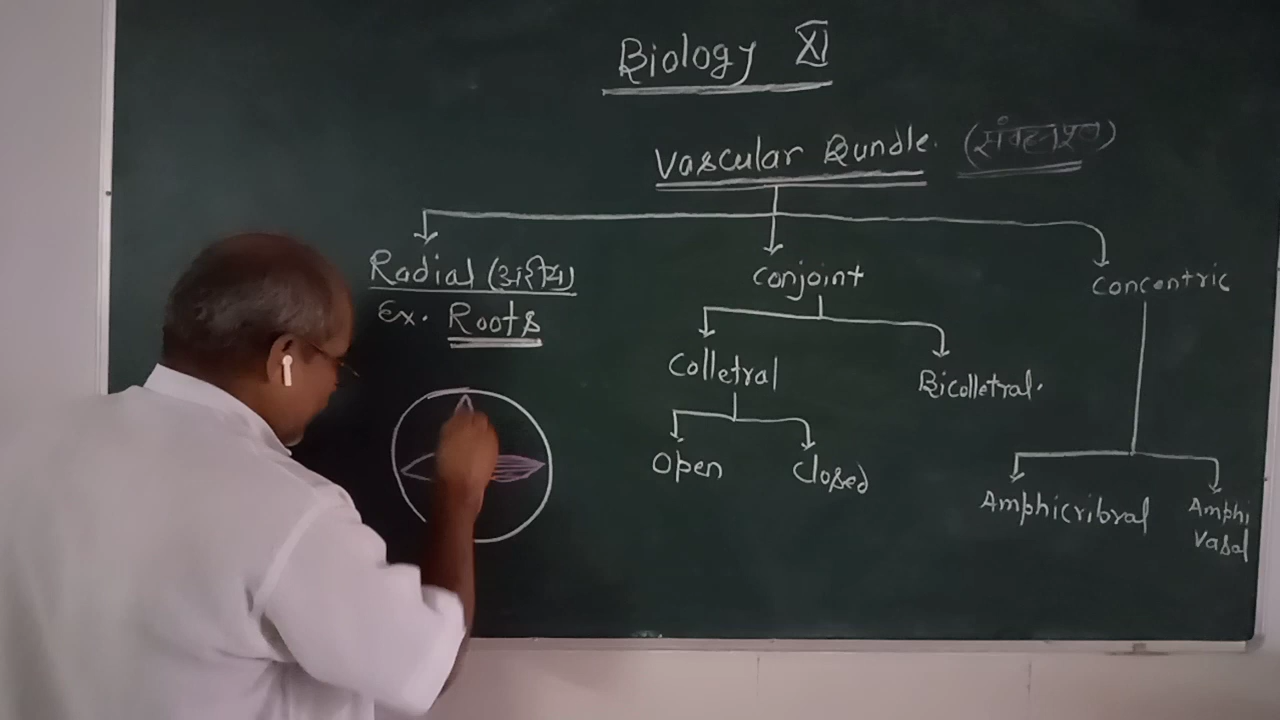 Biology XI
Vascular Bundle. (संवहन पूल)
Radial (अरीय)
Ex. Roots
Conjoint
Concentric
Colletral
Bicolletral.
Open
Closed
Amphicribral
Amphi
Vasal